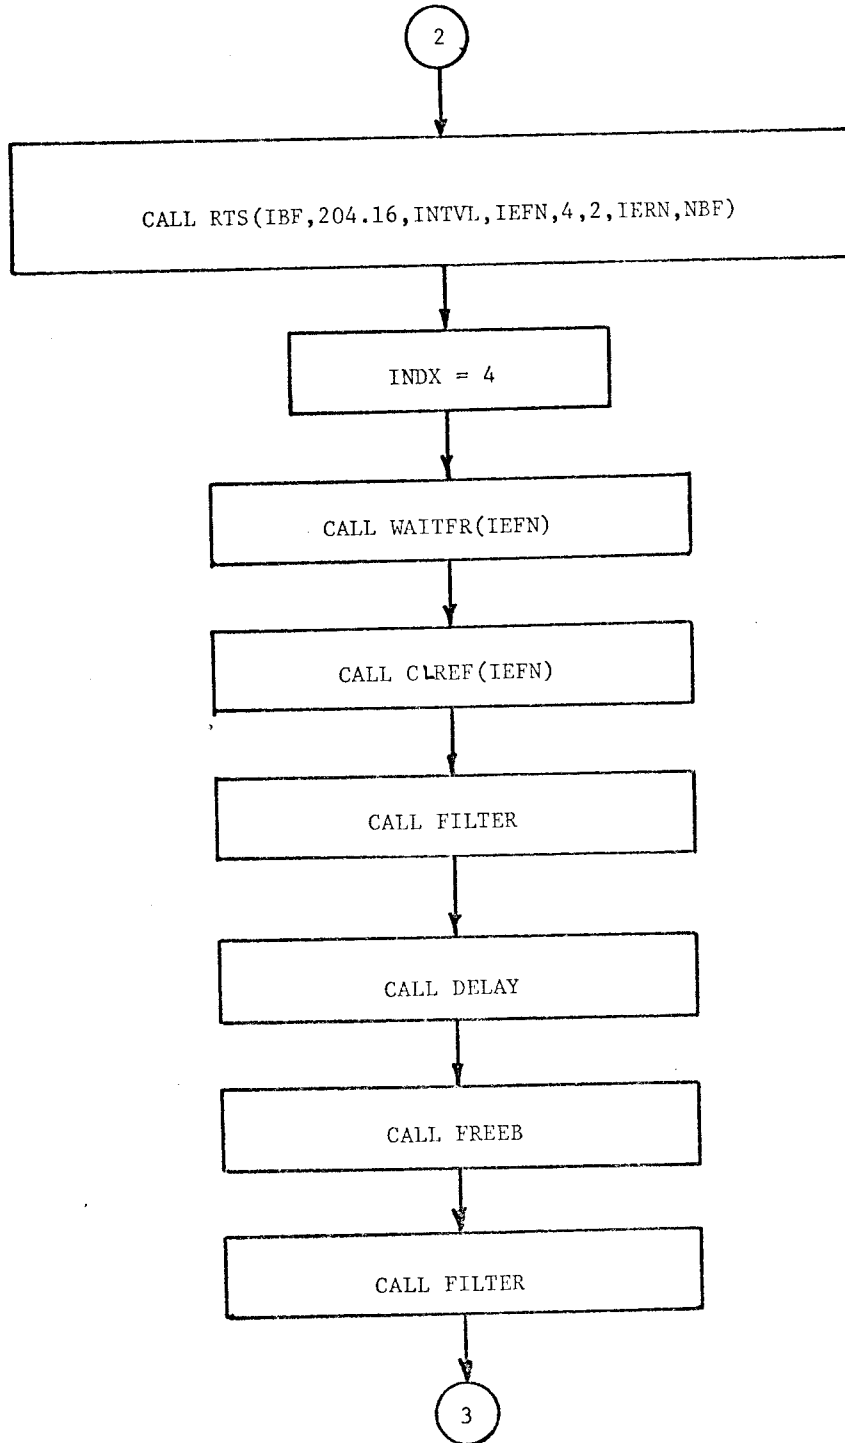 2
CALL RTS(IBF,204.16,INTVL,IEFN,4,2,IERN,NBF)
INDX = 4
CALL WAITFR(IEFN)
CALL CLREF(IEFN)
CALL FILTER
CALL DELAY
CALL FREEB
CALL FILTER
3